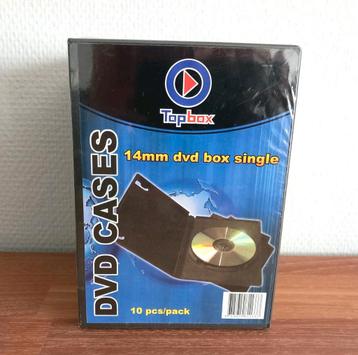 Topbox
14mm dvd box single
DVD CASES
10 pcs/pack